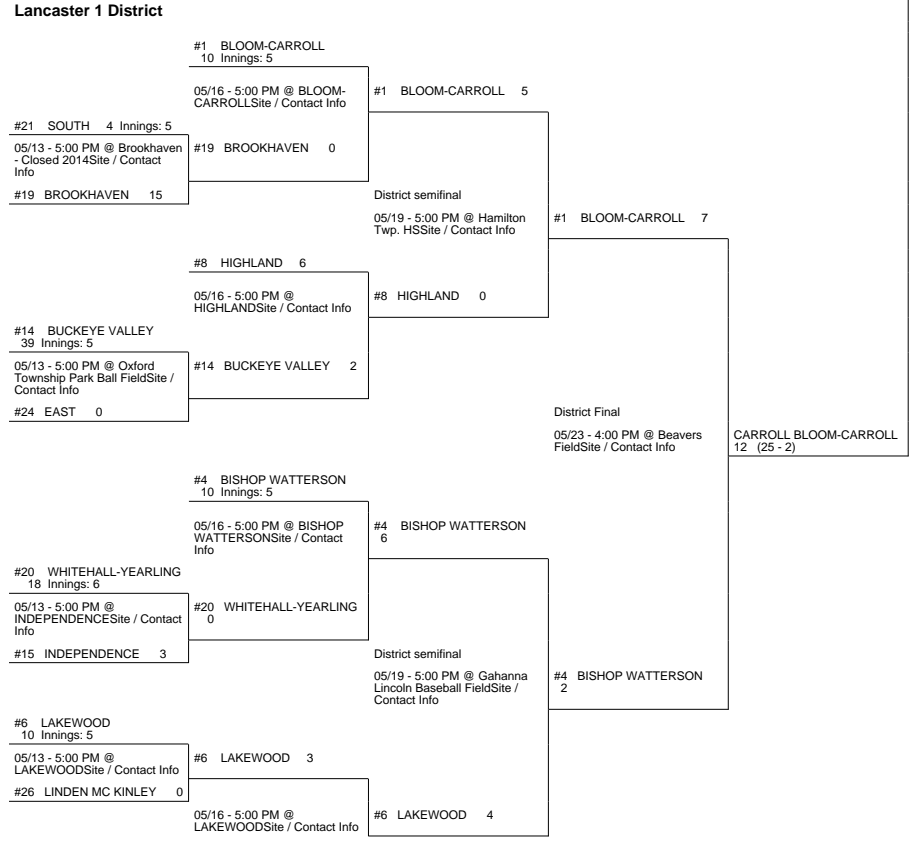 Lancaster 1 District
#1 BLOOM-CARROLL
10 Innings: 5
05/16 - 5:00 PM @ BLOOM-
CARROLLSite / Contact Info
#1 BLOOM-CARROLL 5
#21 SOUTH 4 Innings: 5
05/13 - 5:00 PM @ Brookhaven
- Closed 2014Site / Contact
Info
#19 BROOKHAVEN 0
#19 BROOKHAVEN 15
District semifinal
05/19 - 5:00 PM @ Hamilton
Twp. HSSite / Contact Info
#1 BLOOM-CARROLL 7
#8 HIGHLAND 6
05/16 - 5:00 PM @
HIGHLANDSite / Contact Info
#8 HIGHLAND 0
#14 BUCKEYE VALLEY
39 Innings: 5
05/13 - 5:00 PM @ Oxford
Township Park Ball FieldSite /
Contact Info
#14 BUCKEYE VALLEY 2
#24 EAST 0
District Final
05/23 - 4:00 PM @ Beavers
FieldSite / Contact Info
CARROLL BLOOM-CARROLL
12 (25 - 2)
#4 BISHOP WATTERSON
10 Innings: 5
05/16 - 5:00 PM @ BISHOP
WATTERSONSite / Contact
Info
#4 BISHOP WATTERSON
6
#20 WHITEHALL-YEARLING
18 Innings: 6
05/13 - 5:00 PM @
INDEPENDENCESite / Contact
Info
#20 WHITEHALL-YEARLING
0
#15 INDEPENDENCE 3
District semifinal
05/19 - 5:00 PM @ Gahanna
Lincoln Baseball FieldSite /
Contact Info
#4 BISHOP WATTERSON
2
#6 LAKEWOOD
10 Innings: 5
05/13 - 5:00 PM @
LAKEWOODSite / Contact Info
#6 LAKEWOOD 3
#26 LINDEN MC KINLEY 0
05/16 - 5:00 PM @
LAKEWOODSite / Contact Info
#6 LAKEWOOD 4